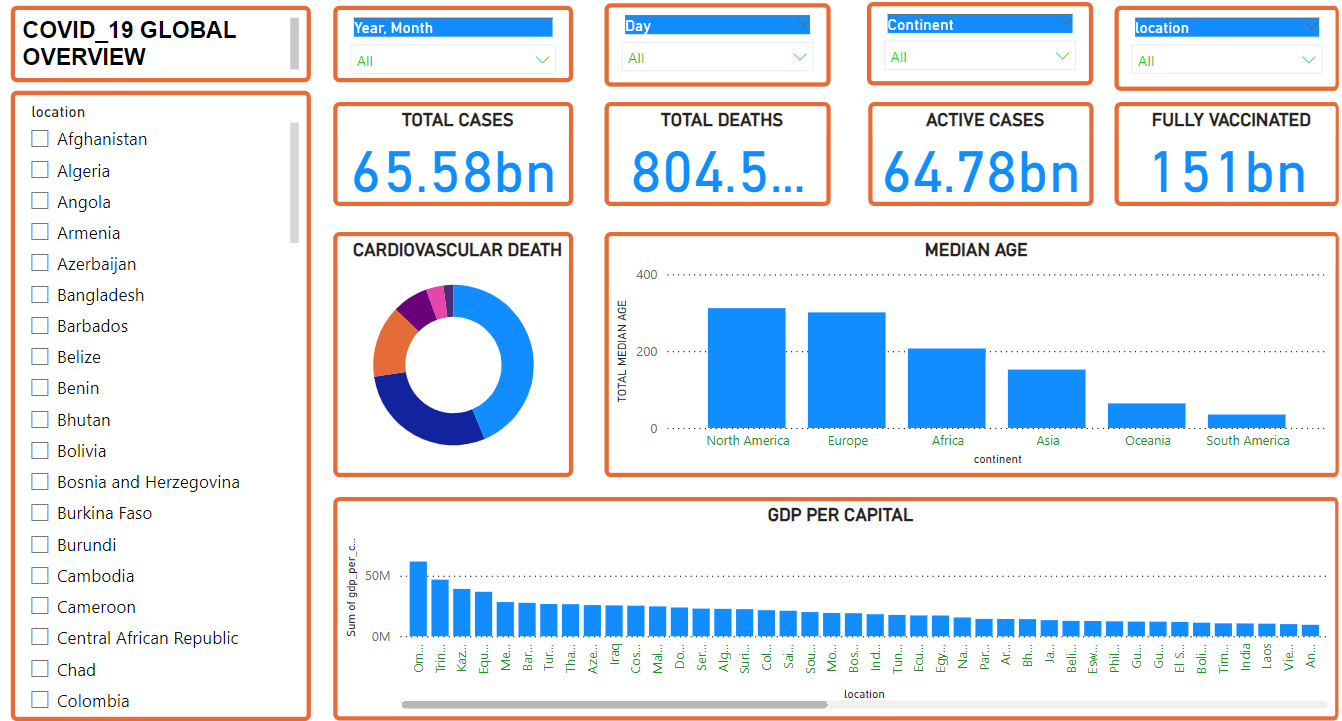 COVID_19 GLOBAL
OVERVIEW
Year, Month
All
Day
All
Continent
All
location
All
location
Afghanistan
Algeria
Angola
Armenia
Azerbaijan
Bangladesh
Barbados
Belize
Benin
Bhutan
Bolivia
Bosnia and Herzegovina
Burkina Faso
Burundi
Cambodia
Cameroon
Central African Republic
Chad
Colombia
TOTAL CASES
65.58bn
TOTAL DEATHS
804.5...
ACTIVE CASES
64.78bn
FULLY VACCINATED
151bn
CARDIOVASCULAR DEATH
MEDIAN AGE
TOTAL MEDIAN AGE
400
200
0
North America
Europe
Africa
Asia
Oceania
South America
continent
GDP PER CAPITAL
Sum of gdp_per_c...
50M
0M
Om...
Trin...
Kaz...
Equ...
Me...
Bar...
Tur...
Tha...
Aze...
Iraq
Cos...
Mal...
Do...
Ser...
Alg...
Suri...
Col...
Sai...
Sou...
Mo...
Bos...
Ind...
Tun...
Ecu...
Egy...
Na...
Par...
Ar...
Bh...
Ja...
Beli...
Esw...
Phil...
Gu...
Gu...
El S...
Boli...
Tim...
India
Laos
Vie...
An...
location